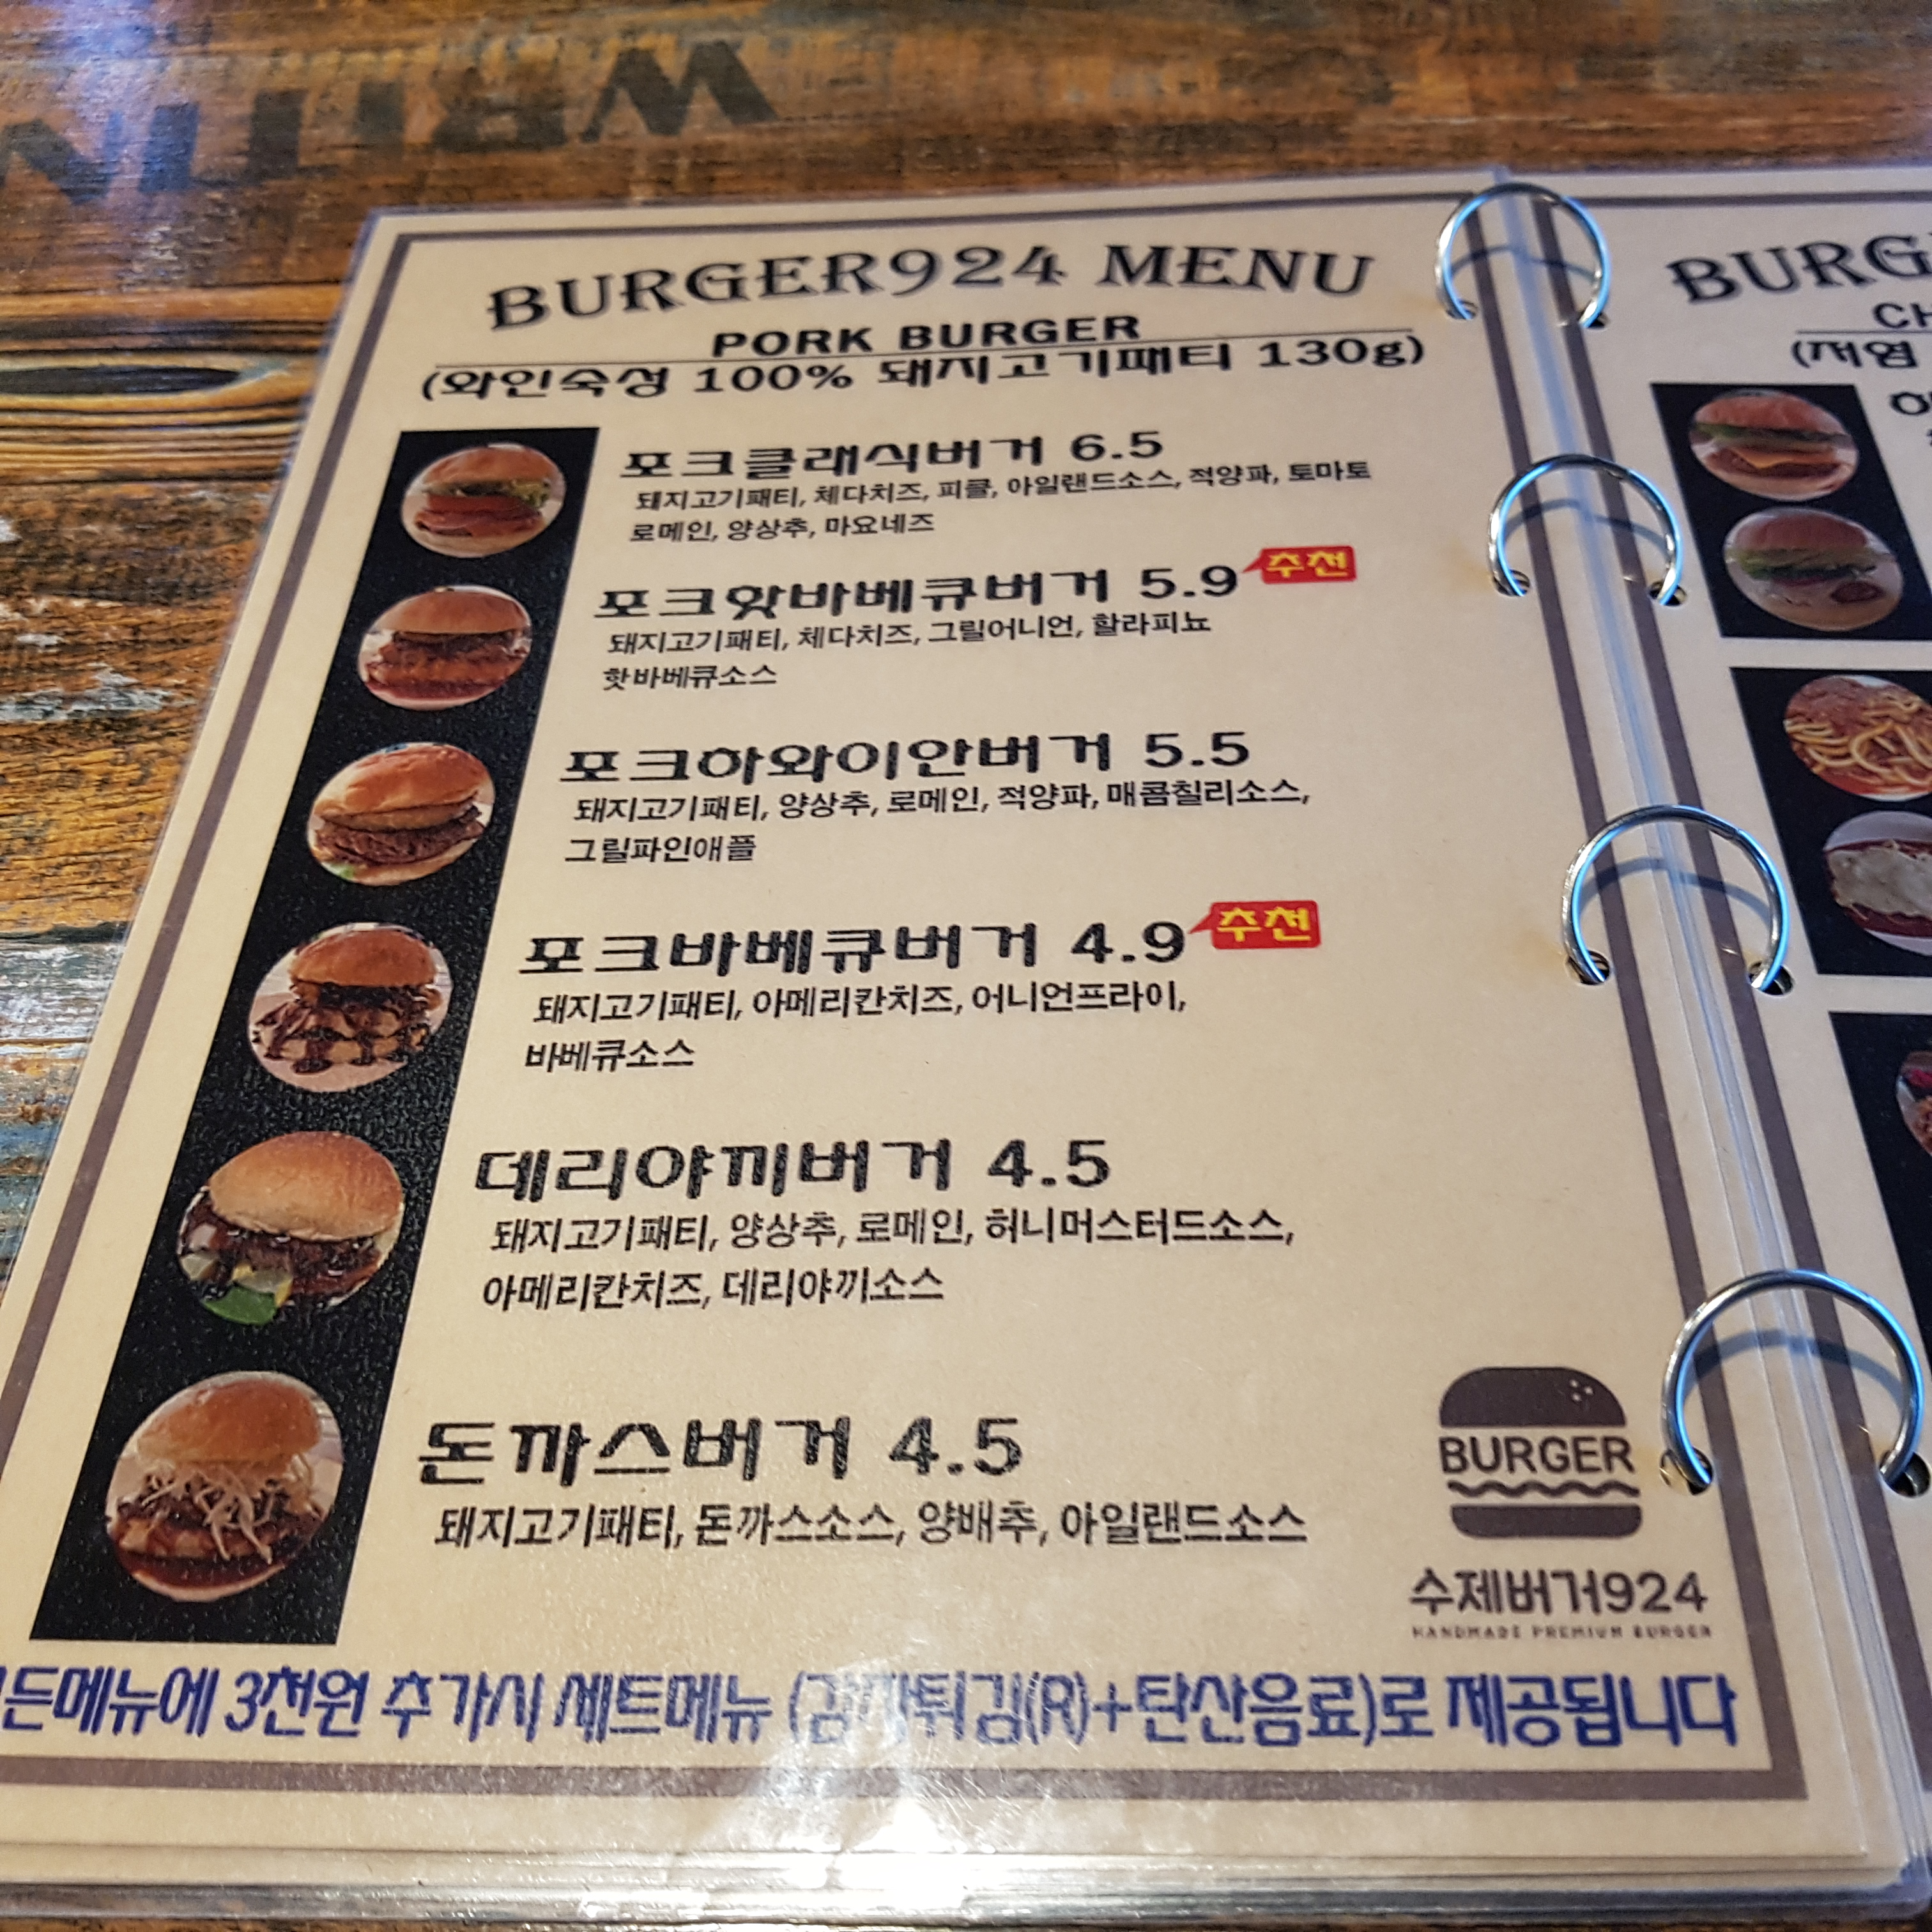 WRITIN
BURGER924 MENU
PORK BURGER
(와인숙성 100% 돼지고기패티 130g)
포크클래식버거 6.5
돼지고기패티, 체다치즈, 피클, 아일랜드소스, 적양파, 토마토
로메인, 양상추, 마요네즈
포크핫바베큐버거 5.9 추천
돼지고기패티, 체다치즈, 그릴어니언, 할라피뇨
핫바베큐소스
포크하와이안버거 5.5
돼지고기패티, 양상추, 로메인, 적양파, 매콤칠리소스,
그릴파인애플
포크바베큐버거 4.9 추천
돼지고기패티, 아메리칸치즈, 어니언프라이,
바베큐소스
데리야끼버거 4.5
돼지고기패티, 양상추, 로메인, 허니머스터드소스,
아메리칸치즈, 데리야끼소스
돈까스버거 4.5
돼지고기패티, 돈까스소스, 양배추, 아일랜드소스
BURGER
수제버거924
HANDMADE PREMIUM BURGER
든메뉴에 3천원 추가시 세트메뉴 (감자튀김(R)+탄산음료)로 제공됩니다
BURG
CH
(저염